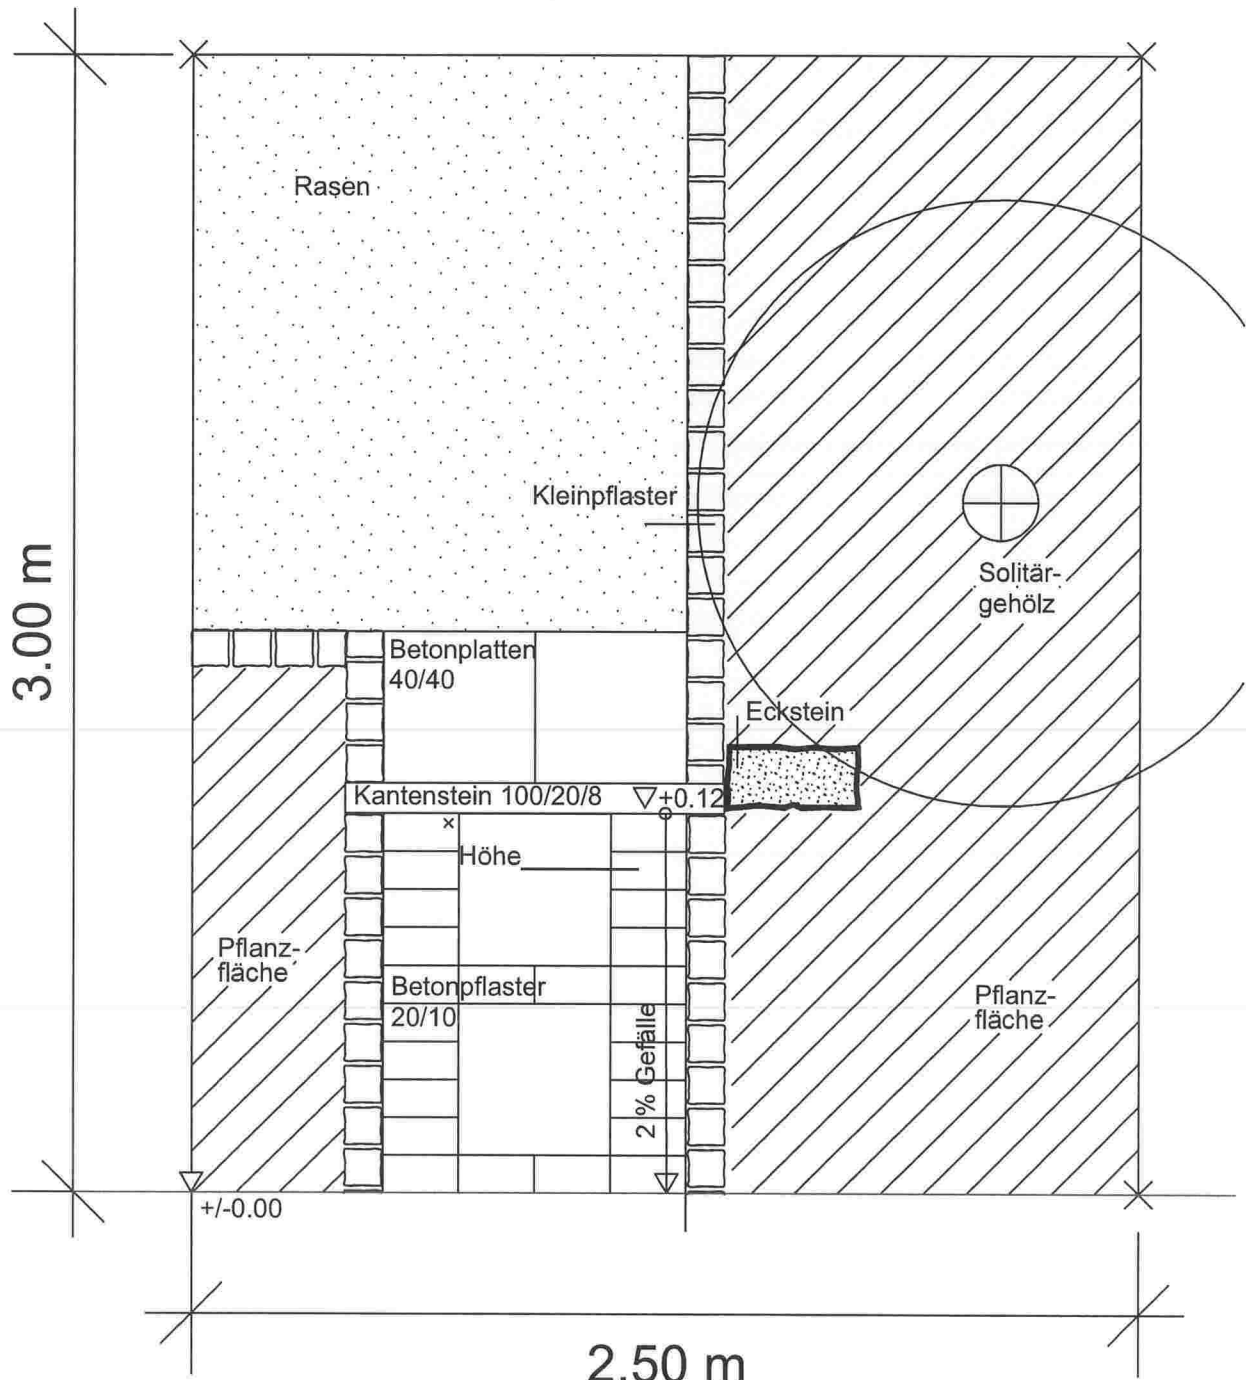 Rasen
3.00 m
Kleinpflaster
Solitär-
gehölz
Betonplatten
40/40
Eckstein
Kantenstein 100/20/8
+0.12
Höhe
Pflanz-
fläche
Betonpflaster
20/10
2 % Gefälle
Pflanz-
fläche
+/-0.00
2.50 m